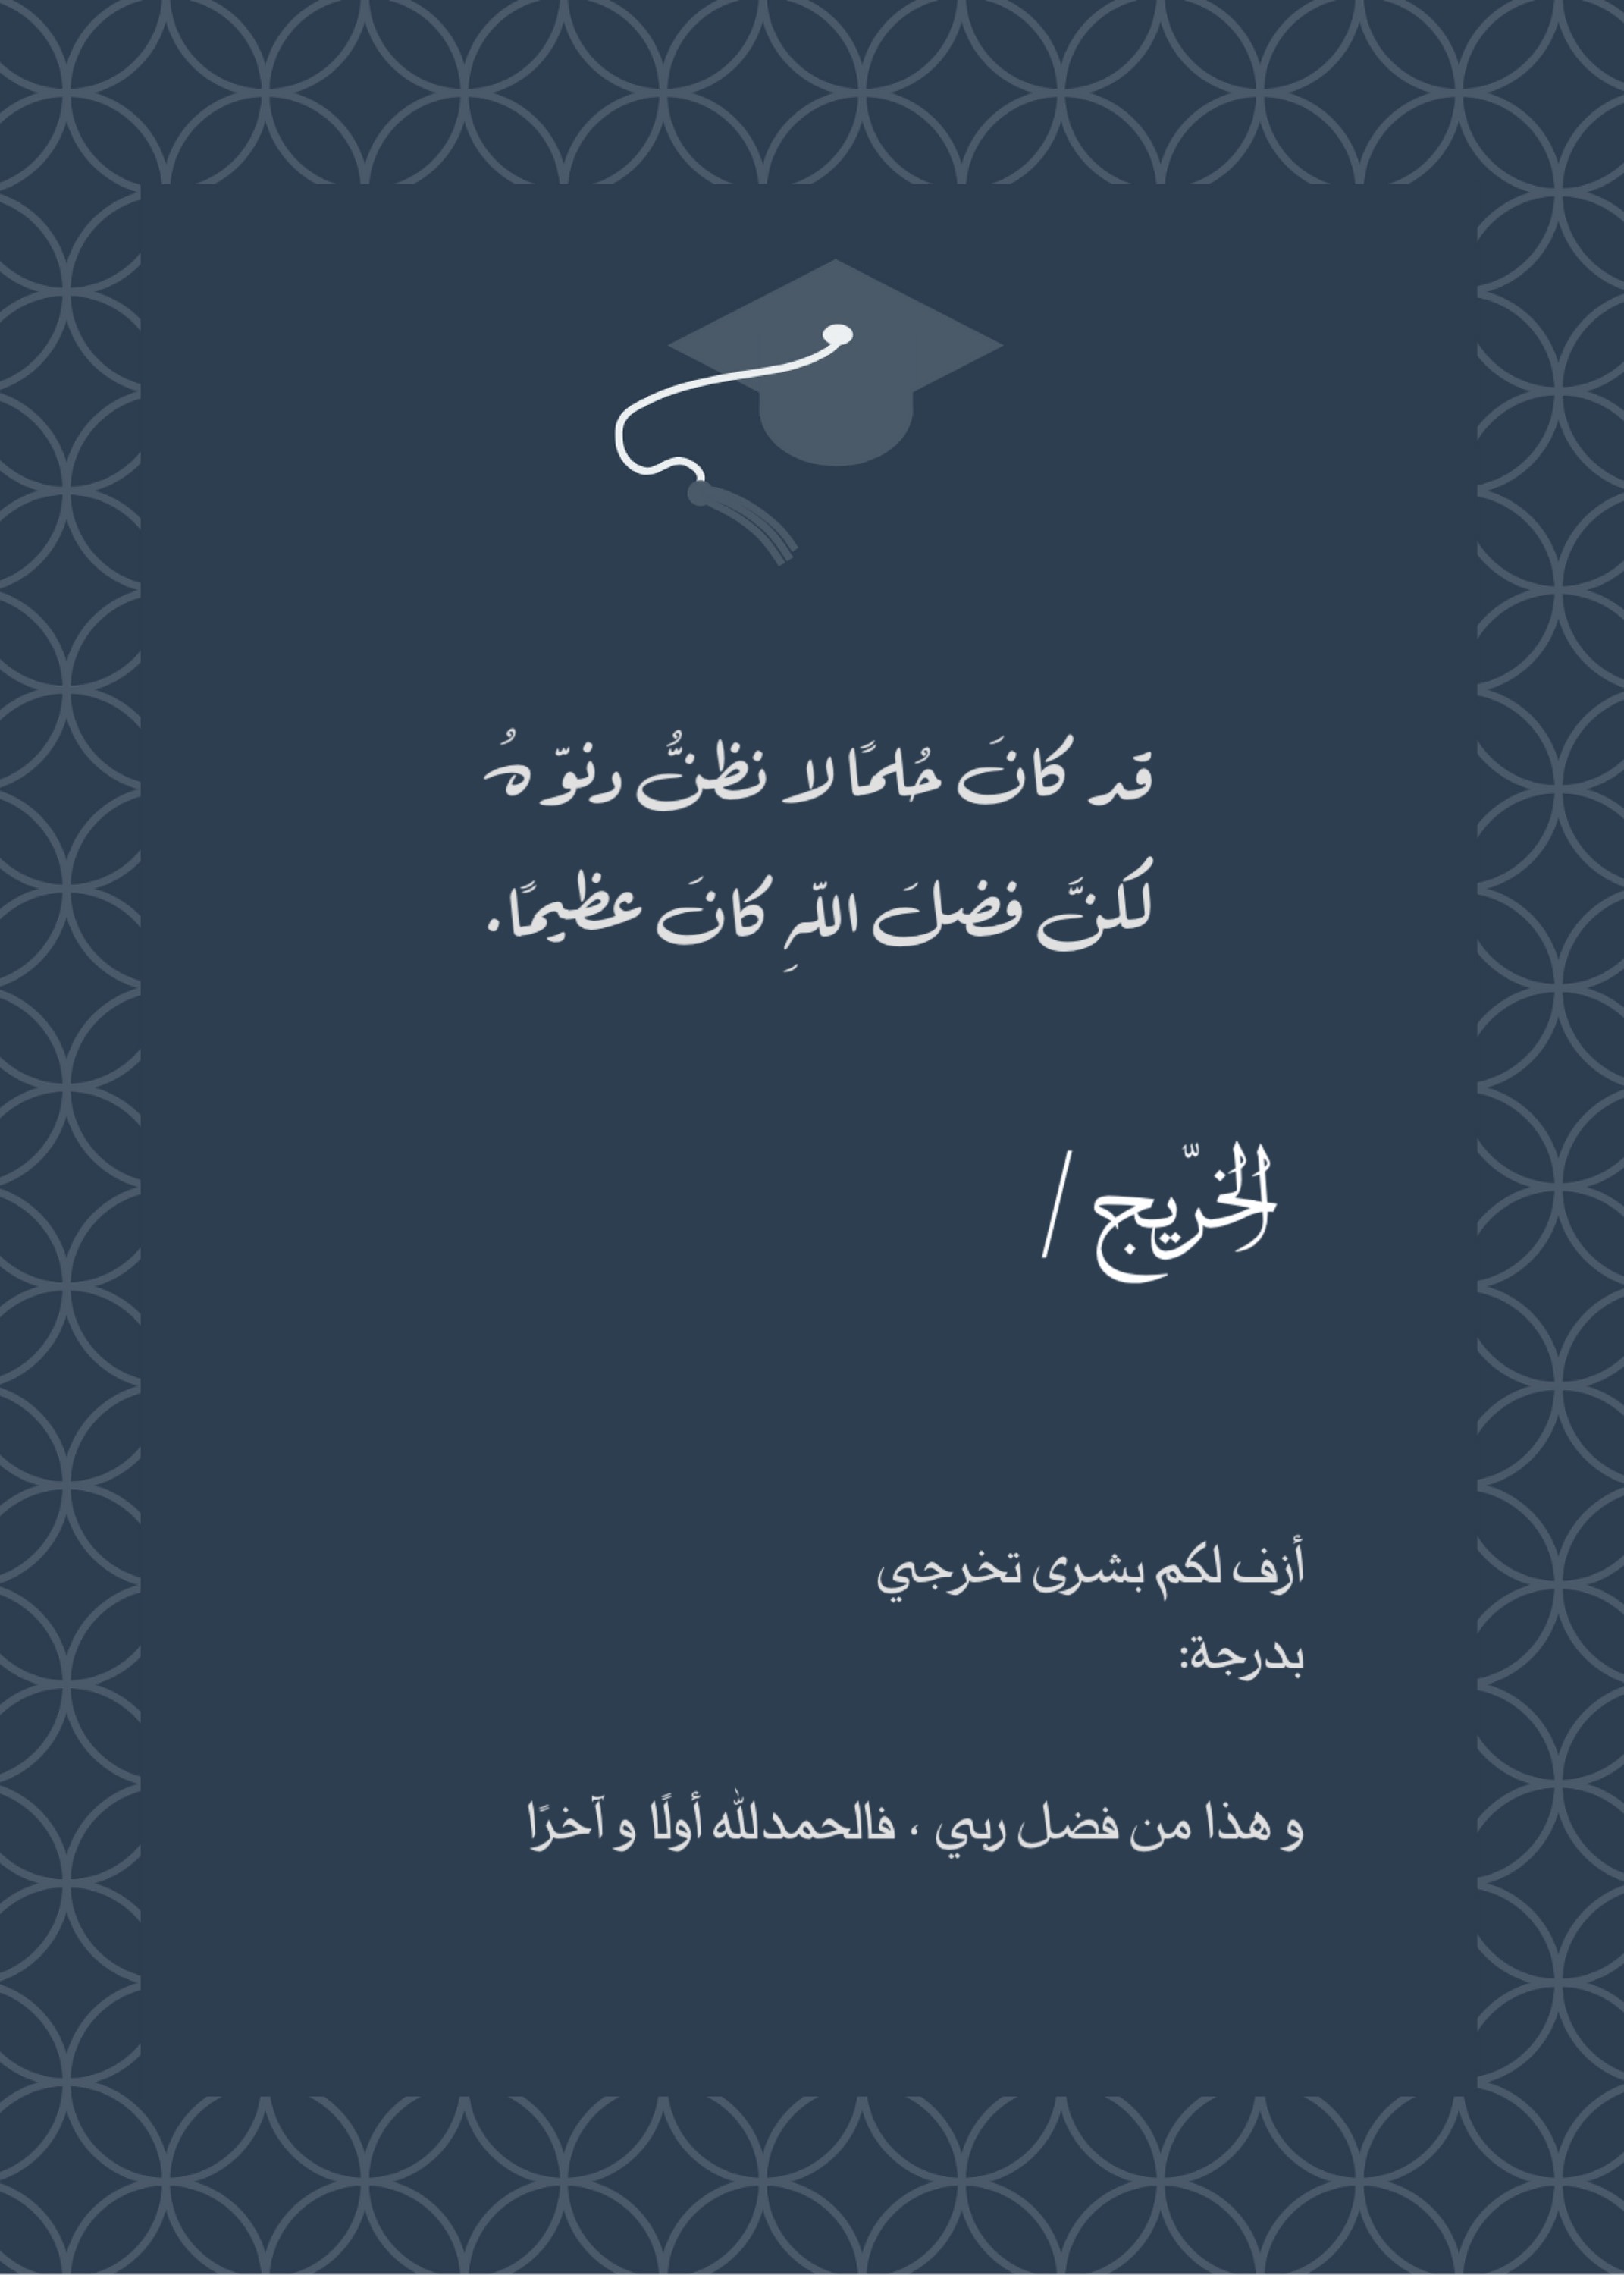 قد كانَ حُلمًا لا نظنُّ دنوّهُ
لكنَّ فضلَ اللّهِ كانَ عظيمًا.
الخرّيج /
أزف لكم بشرى تخرجي
بدرجة:
و هذا من فضل ربي ، فالحمدلله أولًا و آخرًا